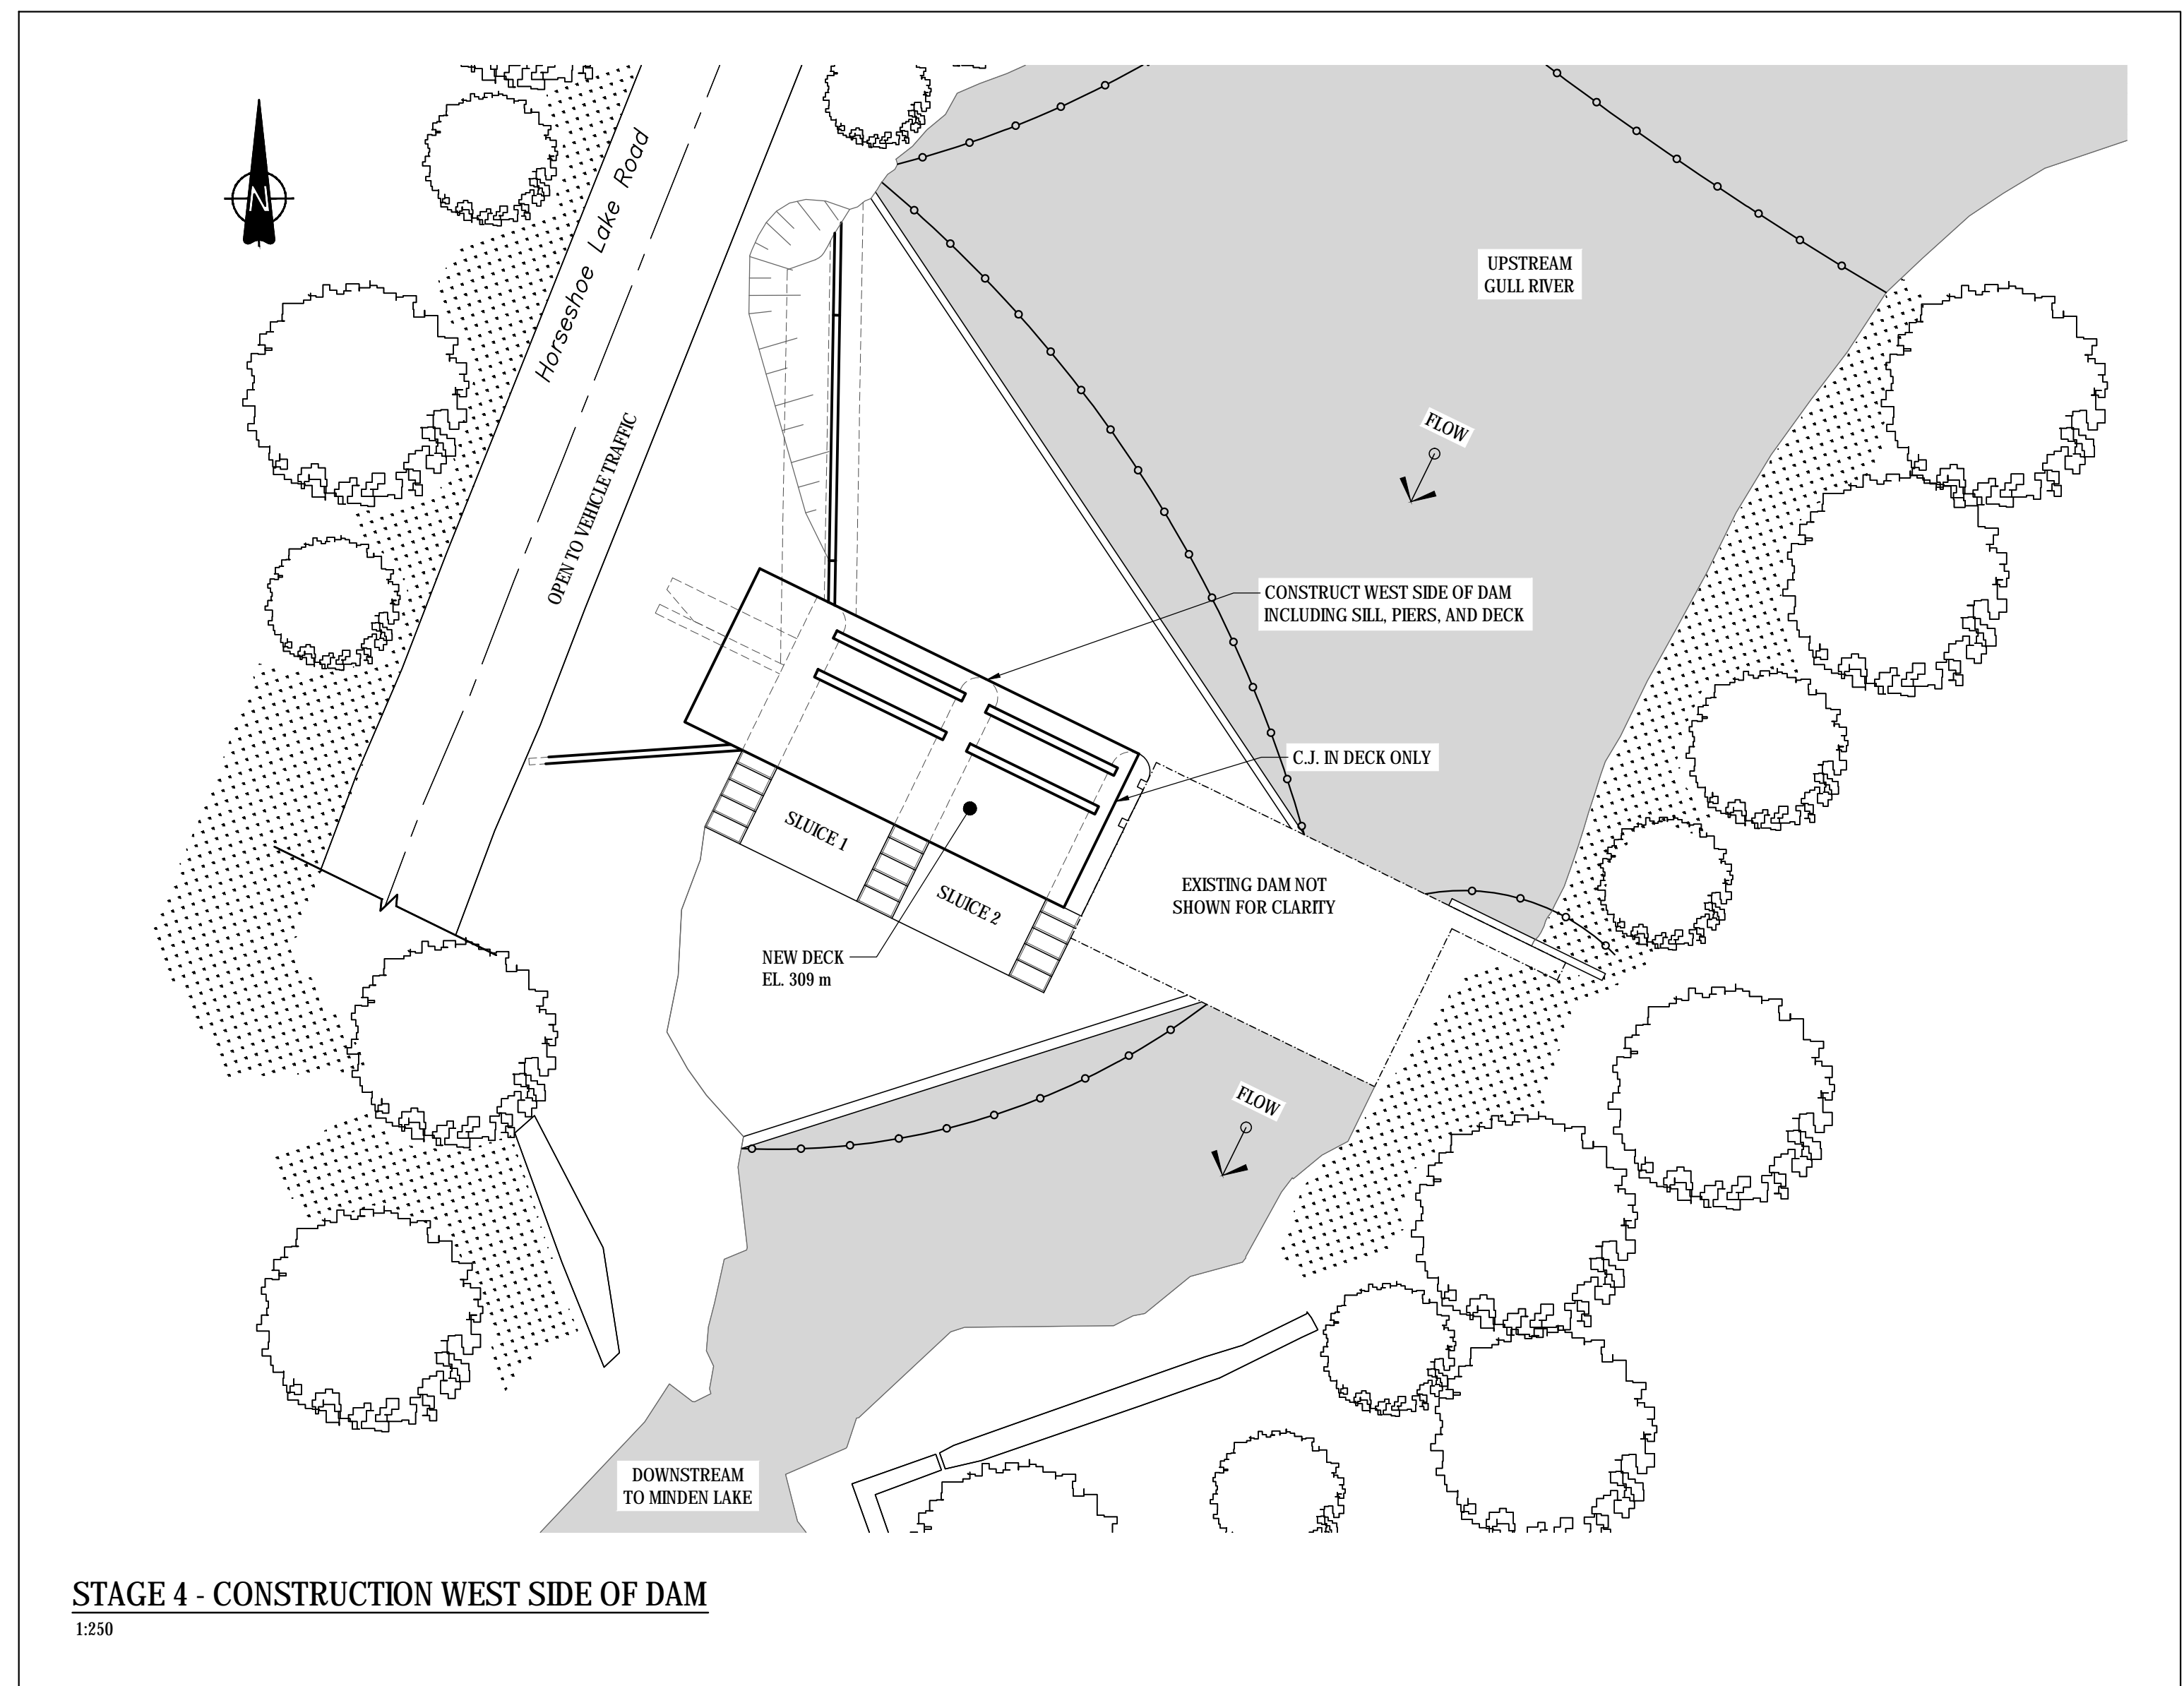 N
Horseshoe Lake Road
OPEN TO VEHICLE TRAFFIC
UPSTREAM
GULL RIVER
FLOW
CONSTRUCT WEST SIDE OF DAM
INCLUDING SILL, PIERS, AND DECK
C.J. IN DECK ONLY
SLUICE 1
SLUICE 2
EXISTING DAM NOT
SHOWN FOR CLARITY
NEW DECK
EL. 309 m
FLOW
DOWNSTREAM
TO MINDEN LAKE
STAGE 4 - CONSTRUCTION WEST SIDE OF DAM
1:250